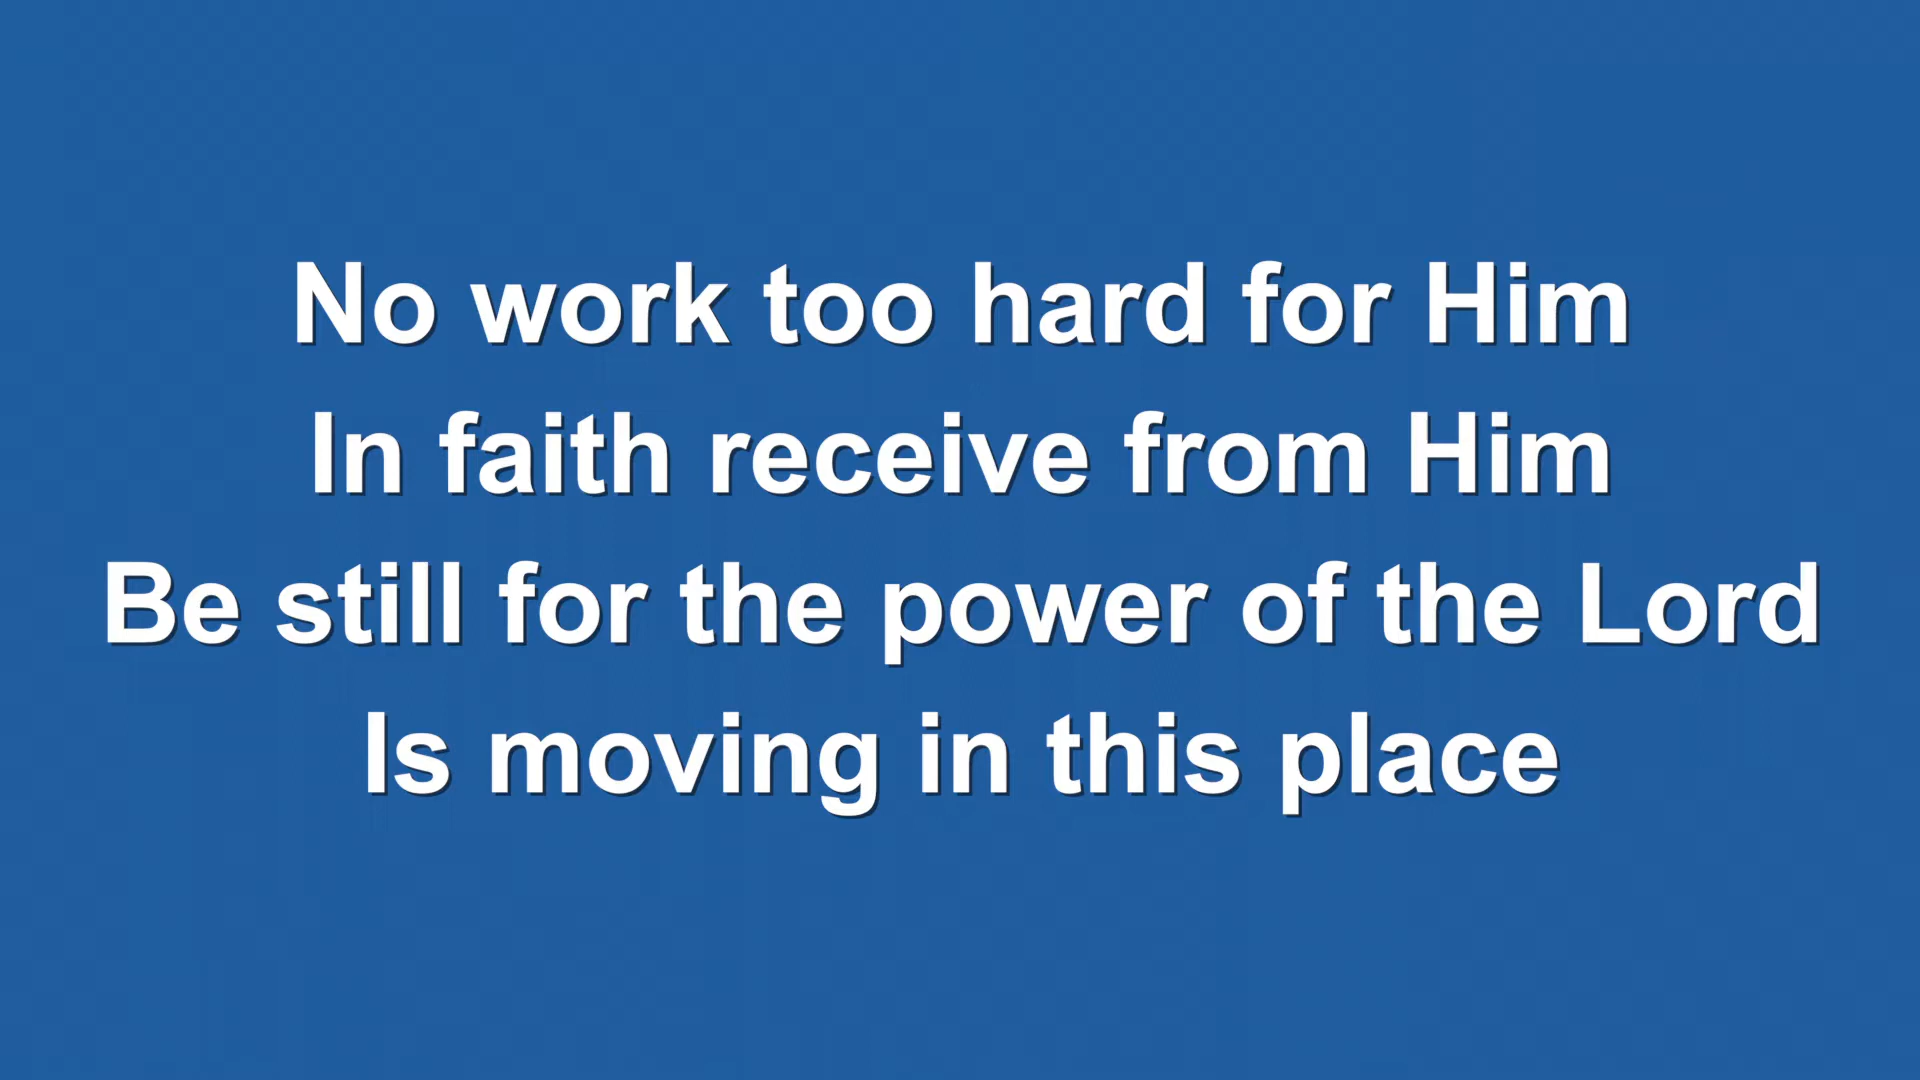 No work too hard for Him
In faith receive from Him
Be still for the power of the Lord
Is moving in this place